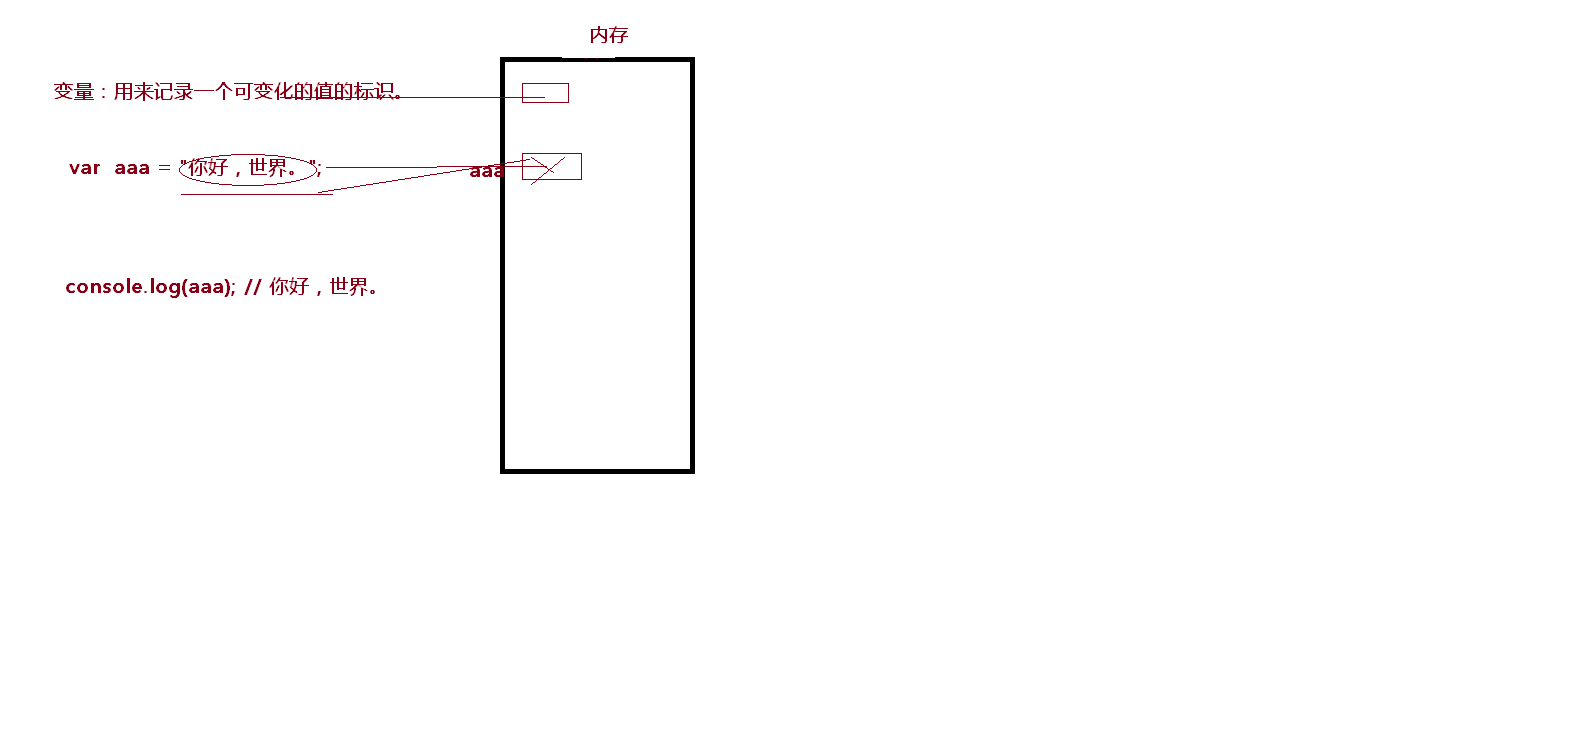 内存
变量：用来记录一个可变化的值的标识。
var aaa = "你好，世界。";
aaa
console.log(aaa); // 你好，世界。